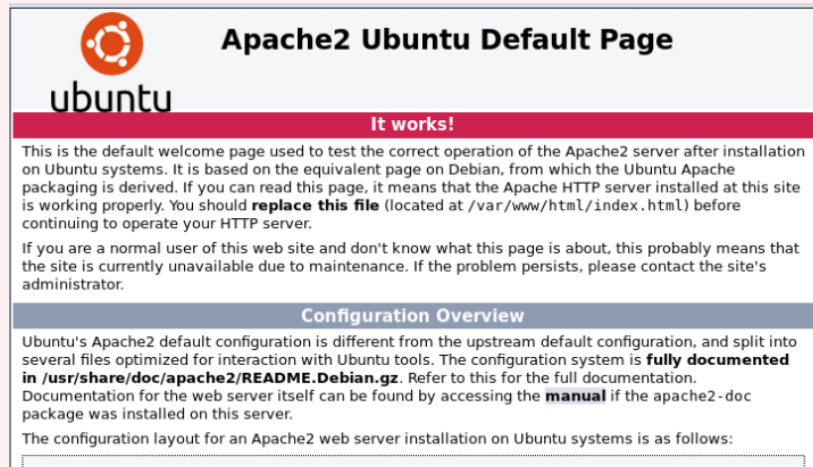 Apache2 Ubuntu Default Page
ubuntu
It works!
This is the default welcome page used to test the correct operation of the Apache2 server after installation
on Ubuntu systems. It is based on the equivalent page on Debian, from which the Ubuntu Apache
packaging is derived. If you can read this page, it means that the Apache HTTP server installed at this site
is working properly. You should replace this file (located at /var/www/html/index.html) before
continuing to operate your HTTP server.
If you are a normal user of this web site and don't know what this page is about, this probably means that
the site is currently unavailable due to maintenance. If the problem persists, please contact the site's
administrator.
Configuration Overview
Ubuntu's Apache2 default configuration is different from the upstream default configuration, and split into
several files optimized for interaction with Ubuntu tools. The configuration system is fully documented
in /usr/share/doc/apache2/README.Debian.gz. Refer to this for the full documentation.
Documentation for the web server itself can be found by accessing the manual if the apache2-doc
package was installed on this server.
The configuration layout for an Apache2 web server installation on Ubuntu systems is as follows: